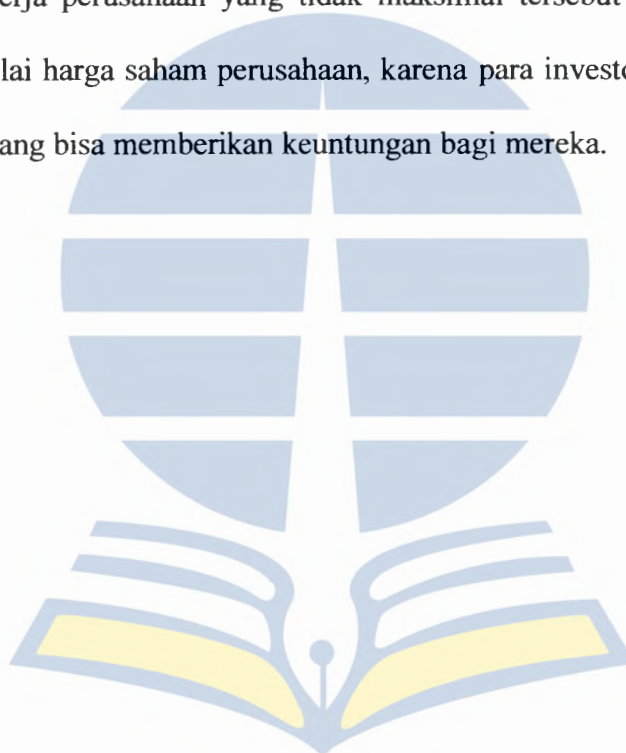 erja perusahaan yang tidak maksimal tersebut
lai harga saham perusahaan, karena para investo
ang bisa memberikan keuntungan bagi mereka.